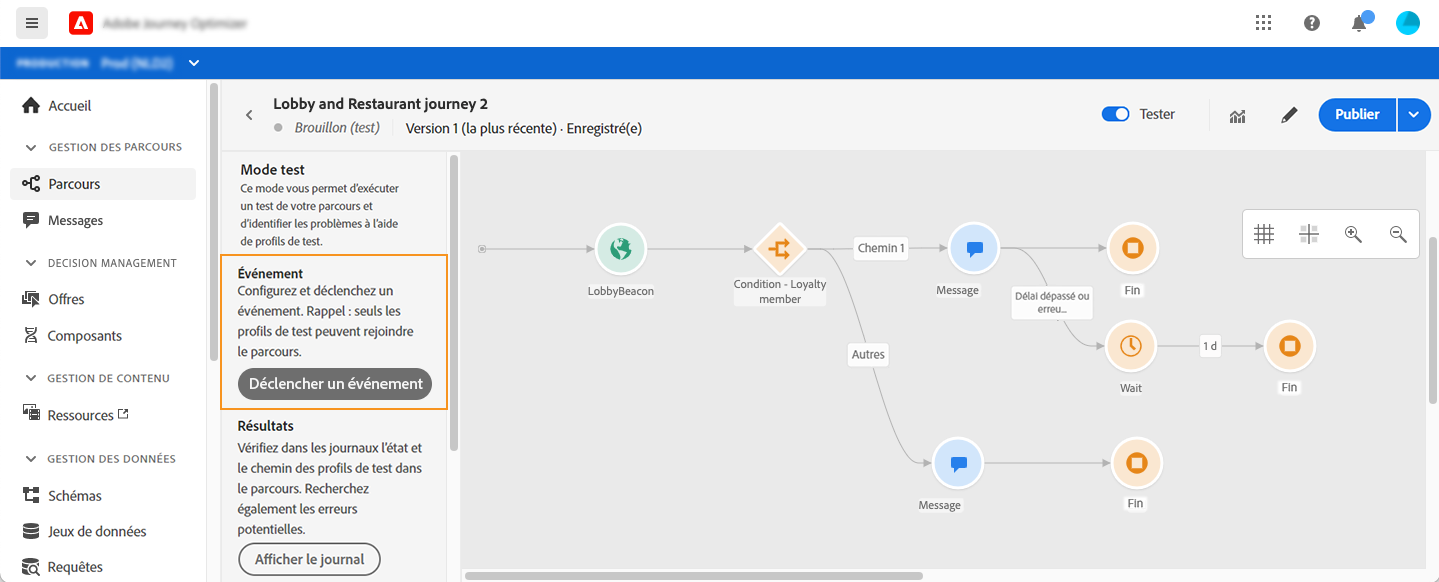 Accueil
GESTION DES PARCOURS
Parcours
Messages
DECISION MANAGEMENT
Offres
Composants
GESTION DE CONTENU
Ressources
GESTION DES DONNÉES
Schémas
Jeux de données
Requêtes
Lobby and Restaurant journey 2
Brouillon (test)
Version 1 (la plus récente) · Enregistré(e)
Tester
Publier
Mode test
Ce mode vous permet d'exécuter
un test de votre parcours et
d'identifier les problèmes à l'aide
de profils de test.
Événement
Configurez et déclenchez un
événement. Rappel : seuls les
profils de test peuvent rejoindre
le parcours.
Déclencher un événement
Résultats
Vérifiez dans les journaux l'état et
le chemin des profils de test dans
le parcours. Recherchez
également les erreurs
potentielles.
Afficher le journal
LobbyBeacon
Condition - Loyalty
member
Chemin 1
Message
Fin
Délai dépassé ou
erreu...
Autres
Wait
1 d
Fin
Message
Fin